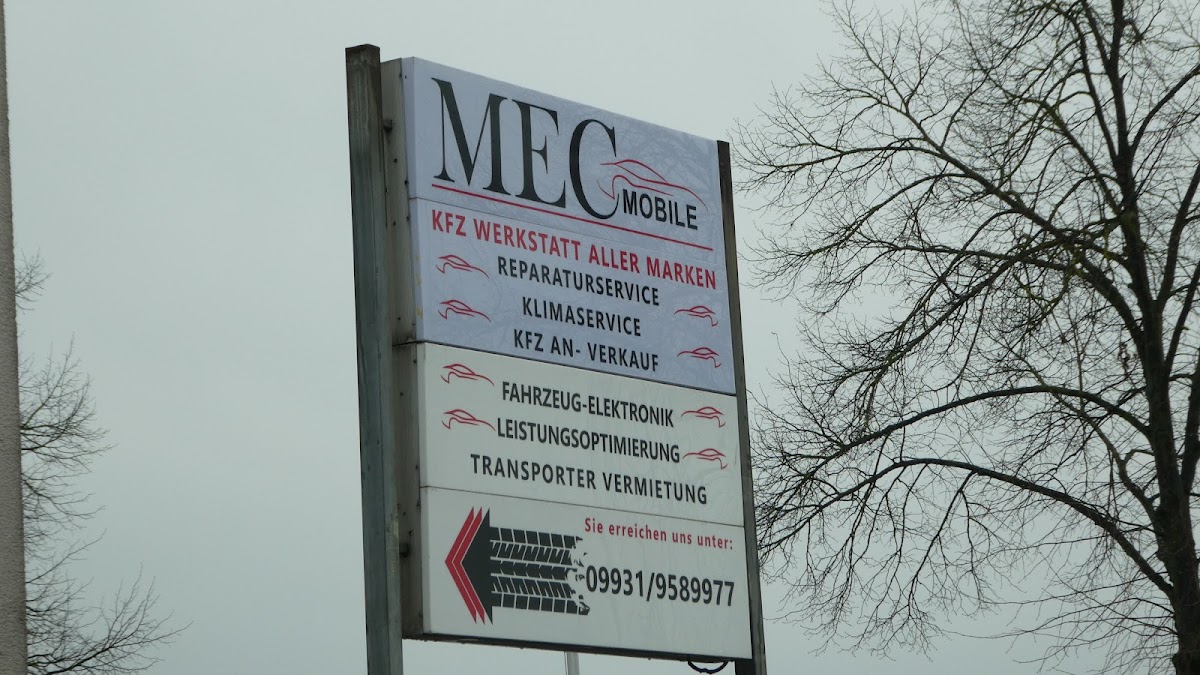 MEC
MOBILE
KFZ WERKSTATT ALLER MARKEN
REPARATURSERVICE
KLIMASERVICE
KFZ AN- VERKAUF
FAHRZEUG-ELEKTRONIK
LEISTUNGSOPTIMIERUNG
TRANSPORTER VERMIETUNG
Sie erreichen uns unter:
09931/9589977